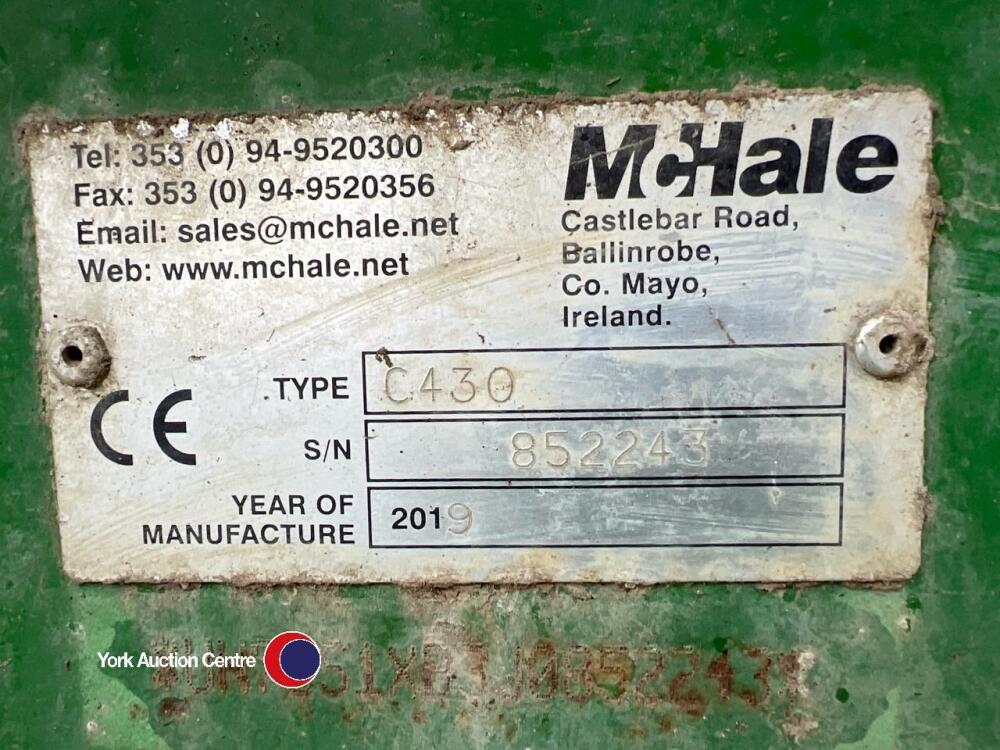 Tel: 353 (0) 94-9520300
Fax: 353 (0) 94-9520356
Email: sales@mchale.net
Web: www.mchale.net
McHale
Castlebar Road,
Ballinrobe,
Co. Mayo,
Ireland.
CE
TYPE C430
S/N 852243
YEAR OF
MANUFACTURE 2019
York Auction Centre